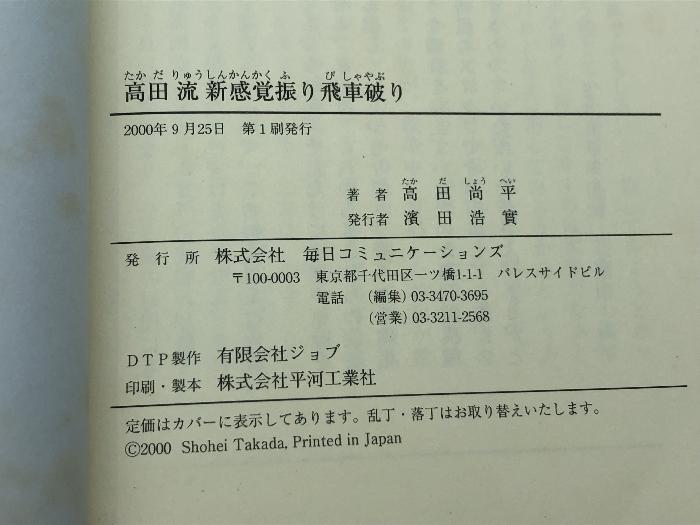 たかだりゅうしんかんかくふ びしゃやぶ
高田流新感覚振り飛車破り
2000年9月25日 第1刷発行
たか だ しょう へい
著者 高田尚平
発行者 濱田浩實
発行所 株式会社 毎日コミュニケーションズ
〒100-0003 東京都千代田区一ツ橋1-1-1 パレスサイドビル
電話 (編集) 03-3470-3695
(営業) 03-3211-2568
DTP製作 有限会社ジョブ
印刷・製本 株式会社平河工業社
定価はカバーに表示してあります。乱丁・落丁はお取り替えいたします。
©2000 Shohei Takada, Printed in Japan